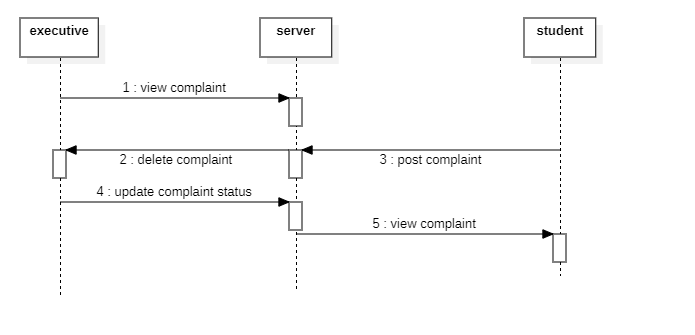 executive
server
student
1 : view complaint
2 : delete complaint
3 : post complaint
4 : update complaint status
5 : view complaint